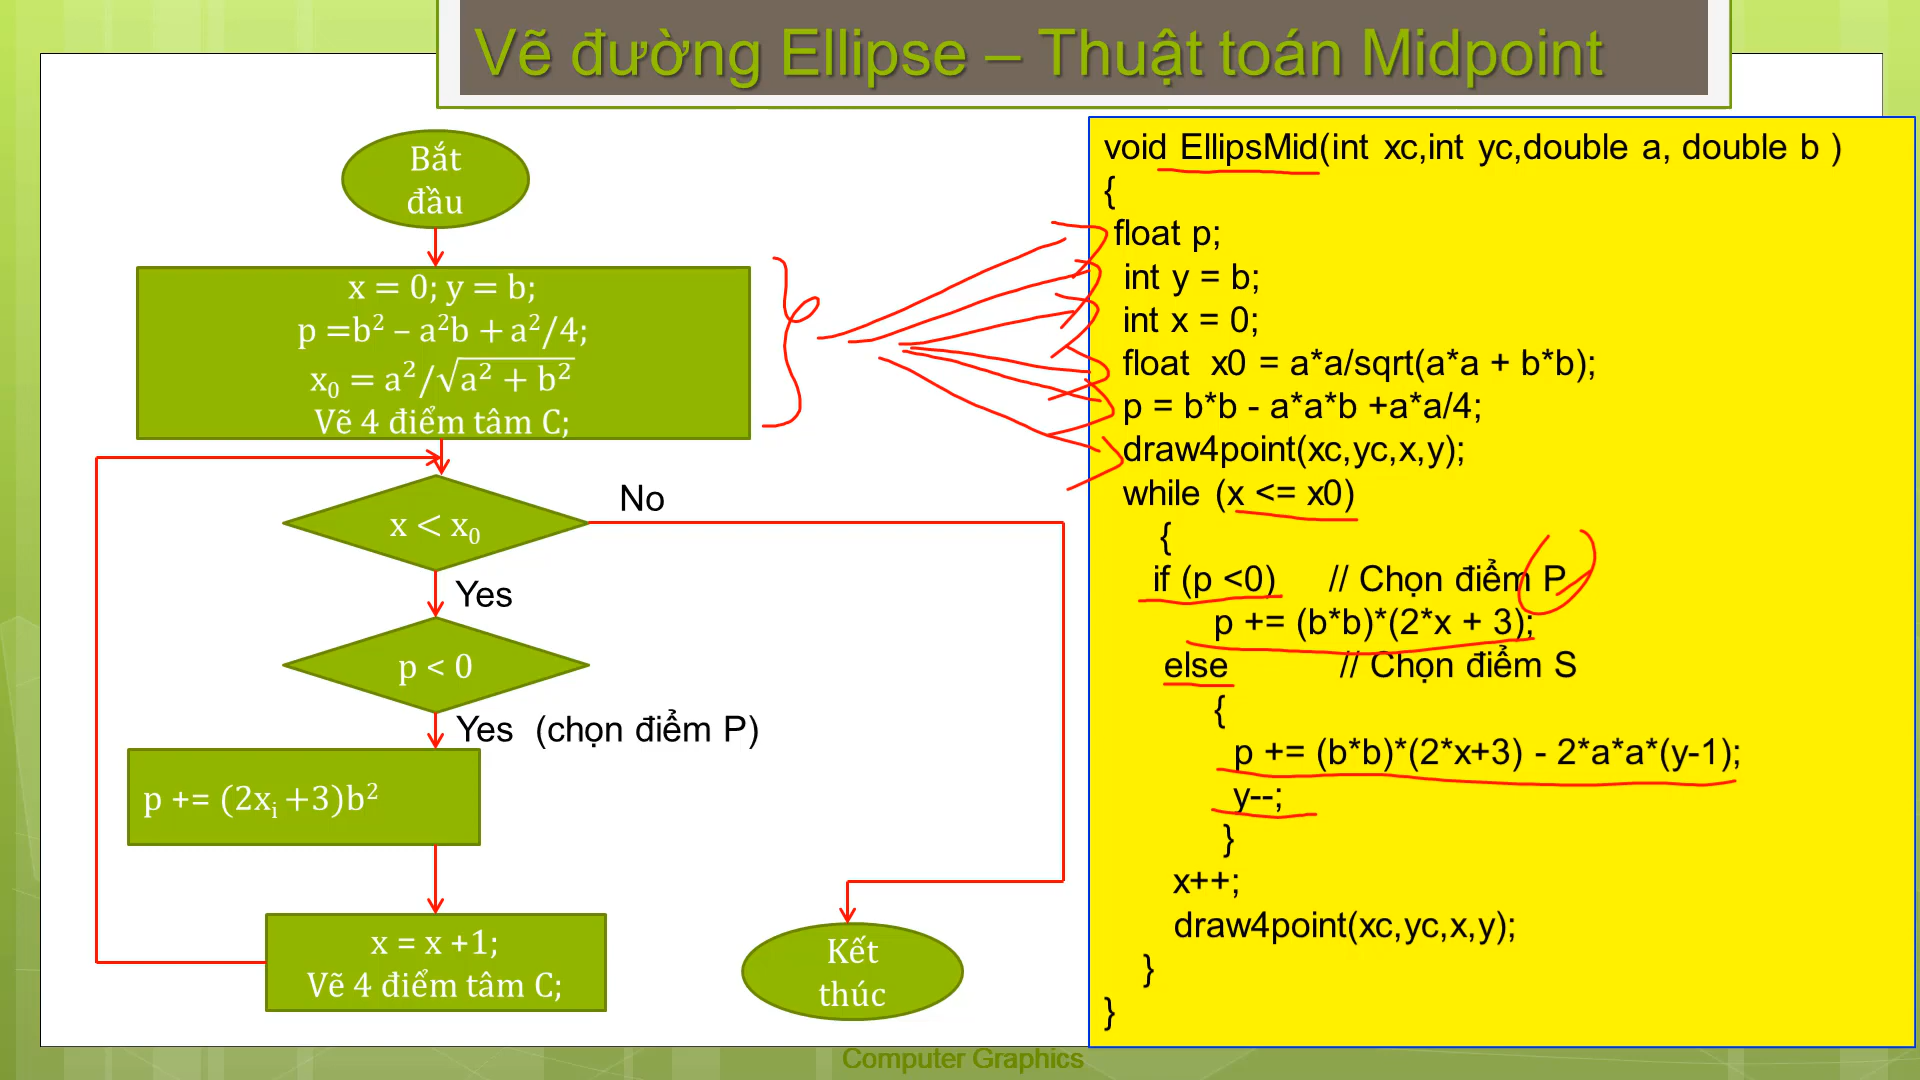 Vẽ đường Ellipse – Thuật toán Midpoint
Bắt
đầu
x = 0; y = b;
p =b² – a²b + a²/4;
x₀ = a²/√a² + b²
Vẽ 4 điểm tâm C;
x < x₀
No
Yes
p < 0
Yes (chọn điểm P)
p += (2xᵢ +3)b²
x = x +1;
Vẽ 4 điểm tâm C;
Kết
thúc
void EllipsMid(int xc,int yc,double a, double b )
{
float p;
int y = b;
int x = 0;
float x0 = a*a/sqrt(a*a + b*b);
p = b*b - a*a*b +a*a/4;
draw4point(xc,yc,x,y);
while (x <= x0)
{
if (p <0) // Chọn điểm P
p += (b*b)*(2*x + 3);
else // Chọn điểm S
{
p += (b*b)*(2*x+3) - 2*a*a*(y-1);
y--;
}
x++;
draw4point(xc,yc,x,y);
}
}
Computer Graphics